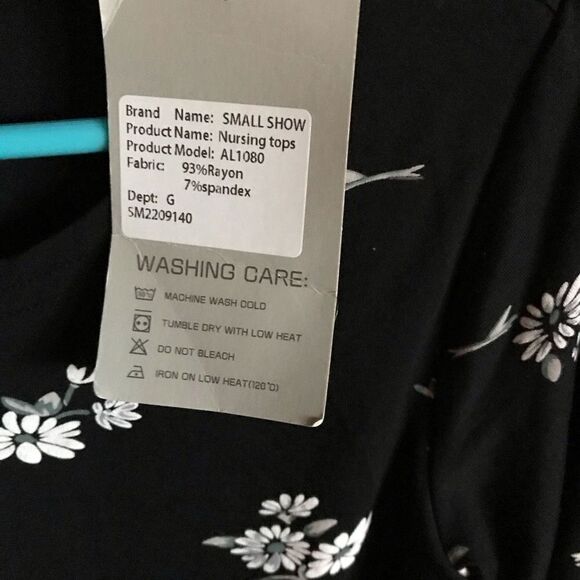 Brand Name: SMALL SHOW
Product Name: Nursing tops
Product Model: AL1080
Fabric: 93%Rayon
7%spandex
Dept: G
SM2209140
WASHING CARE:
MACHINE WASH COLD
TUMBLE DRY WITH LOW HEAT
DO NOT BLEACH
IRON ON LOW HEAT(120°C)